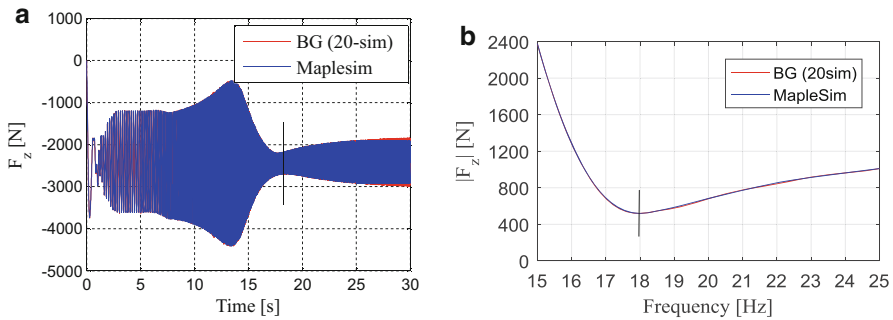 a
1000
0
-1000
-2000
-3000
-4000
-5000
F_z [N]
BG (20-sim)
Maplesim
0 5 10 15 20 25 30
Time [s]
b
2400
2000
1600
1200
800
400
0
|F_z| [N]
BG (20sim)
MapleSim
15 16 17 18 19 20 21 22 23 24 25
Frequency [Hz]